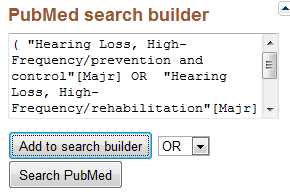 PubMed search builder
( "Hearing Loss, High-
Frequency/prevention and
control"[Majr] OR "Hearing
Loss, High-
Frequency/rehabilitation"[Majr]
Add to search builder OR
Search PubMed